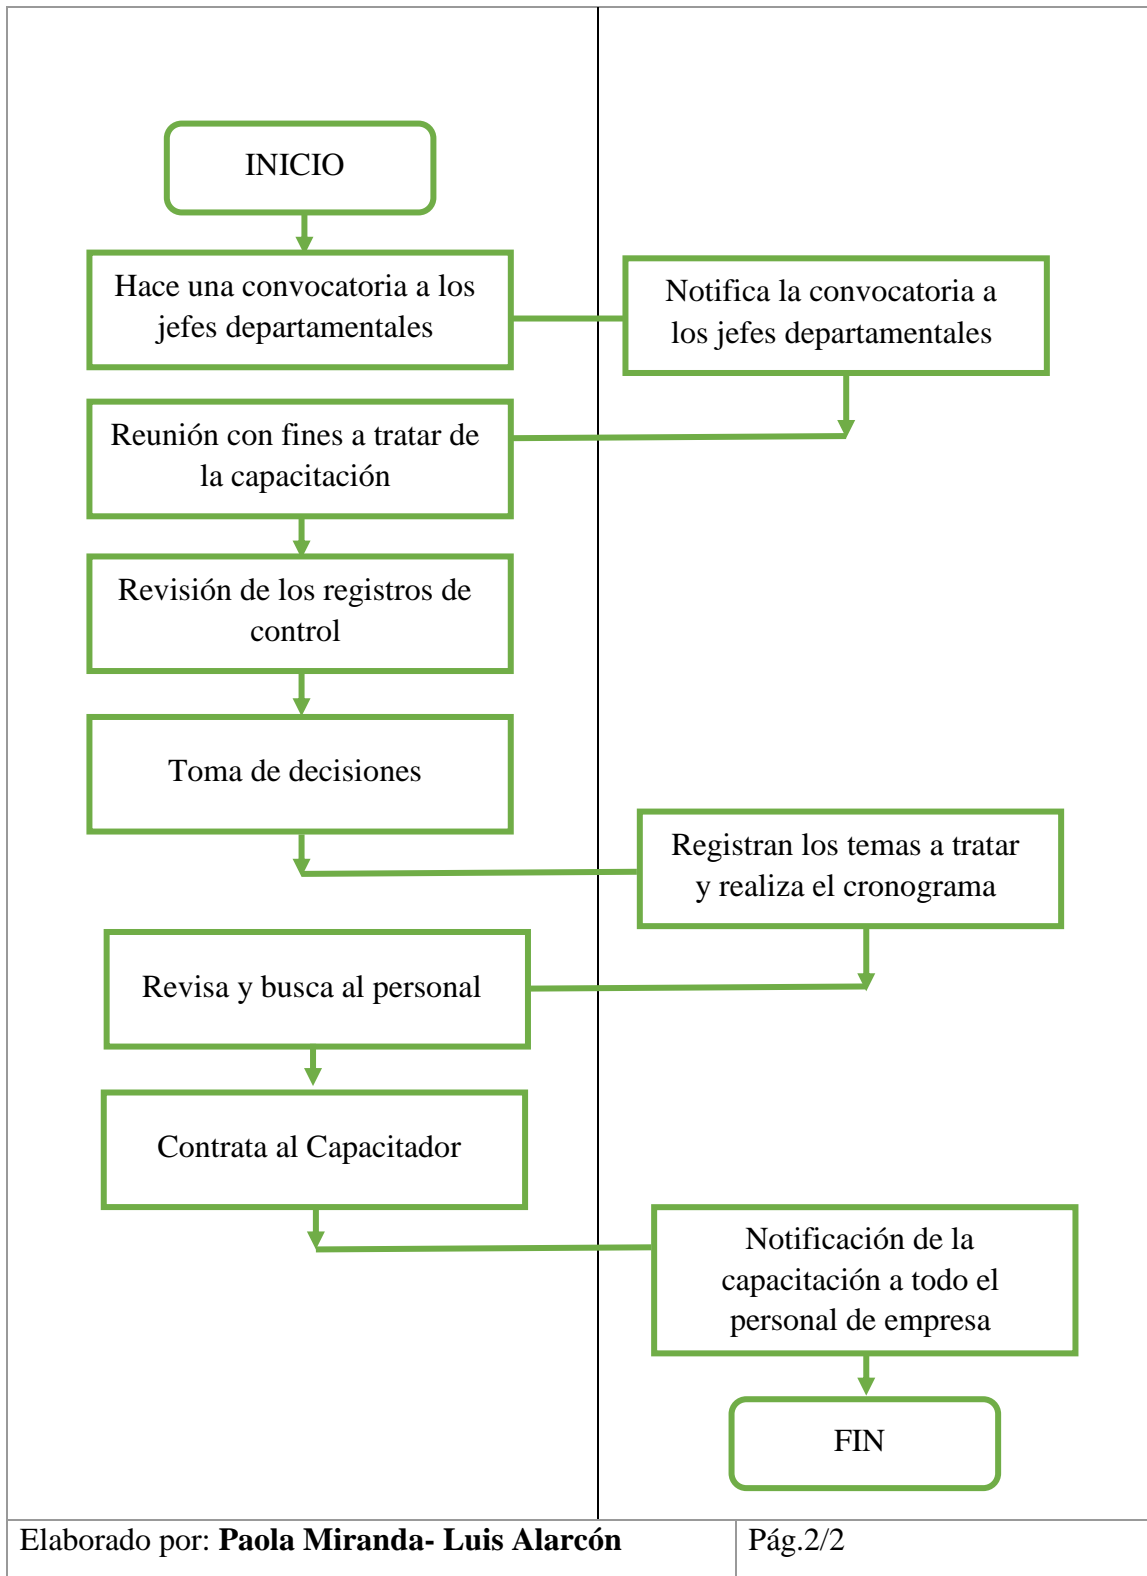 INICIO
Hace una convocatoria a los
jefes departamentales
Notifica la convocatoria a
los jefes departamentales
Reunión con fines a tratar de
la capacitación
Revisión de los registros de
control
Toma de decisiones
Registran los temas a tratar
y realiza el cronograma
Revisa y busca al personal
Contrata al Capacitador
Notificación de la
capacitación a todo el
personal de empresa
FIN
Elaborado por: Paola Miranda- Luis Alarcón
Pág.2/2